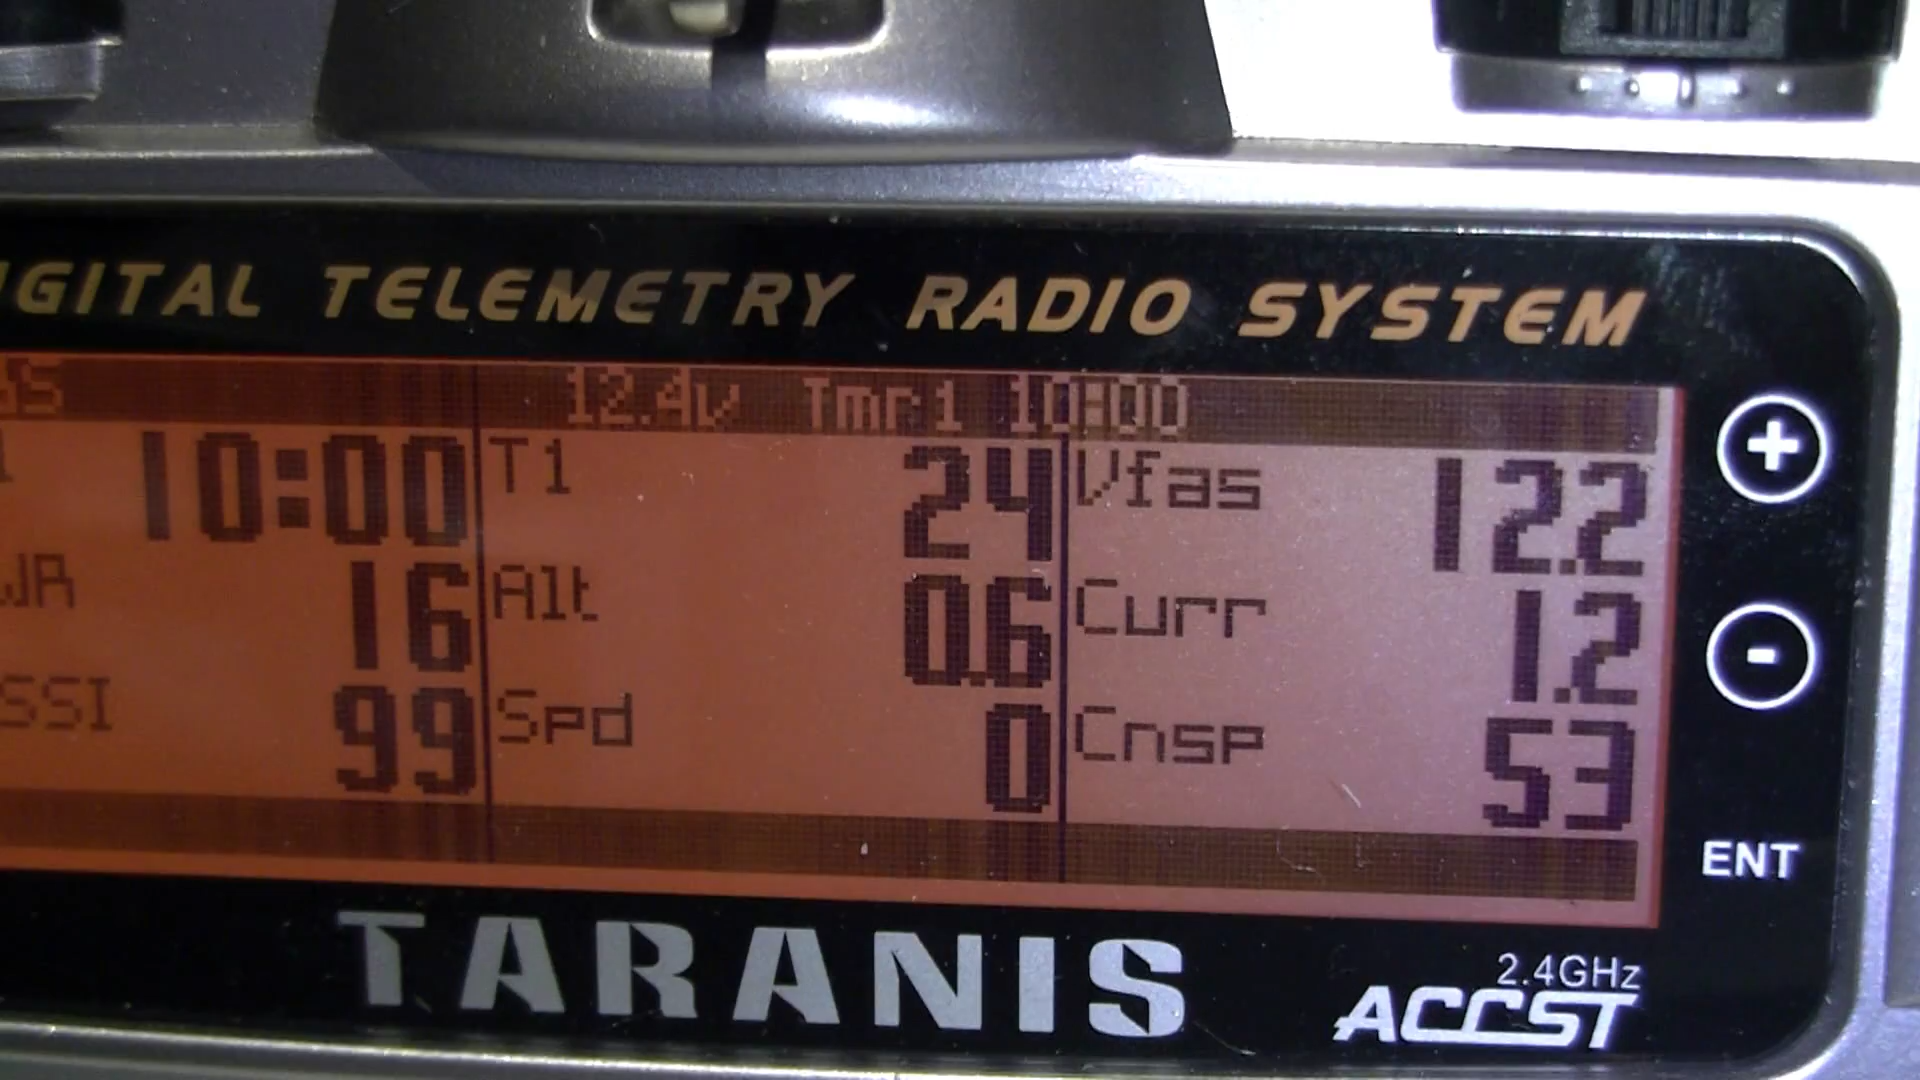 IGITAL TELEMETRY RADIO SYSTEM
12.4v Tmr1 10:00
10:00 T1 24 Vfas 12.2
WR 16 Alt 0.6 Curr 1.2
SSI 99 Spd 0 Cnsp 53
+
-
ENT
TARANIS
2.4GHz
ACCST